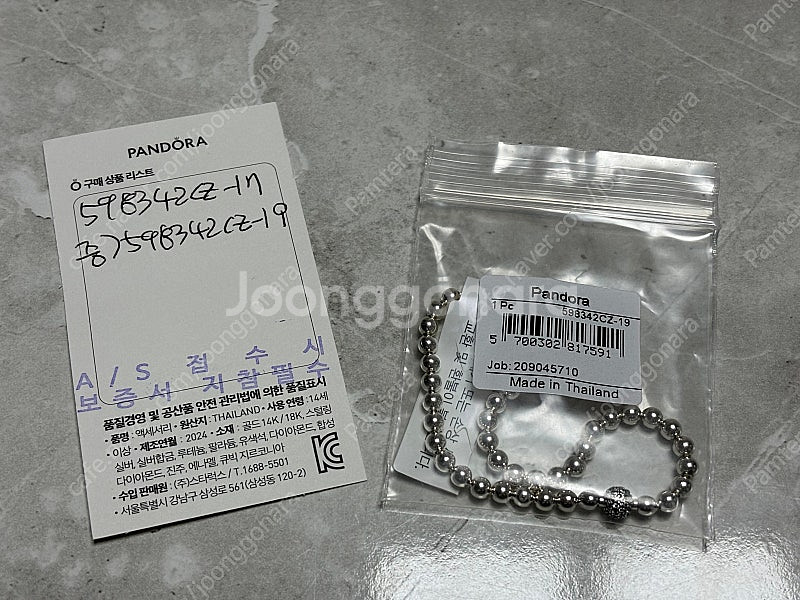 PANDORA
구매 상품 리스트
598342CZ-17
증)598342CZ-19
A/S 접수시
보증서 지참필수
품질경영 및 공산품 안전 관리법에 의한 품질표시
• 품명 : 액세서리 • 원산지 : THAILAND • 사용 연령 : 14세
이상 • 제조연월 : 2024 • 소재 : 골드 14K / 18K, 스털링
실버, 실버합금, 루테늄, 팔라듐, 유색석, 다이아몬드, 합성
다이아몬드, 진주, 에나멜, 큐빅 지르코니아
• 수입 판매원 : (주)스타럭스 / T. 1688-5501
• 서울특별시 강남구 삼성로 561(삼성동 120-2)
Pandora
1 Pc
598342CZ-19
5 700302 817591
Job: 209045710
Made in Thailand
교환 및 환불이
Joonggonara